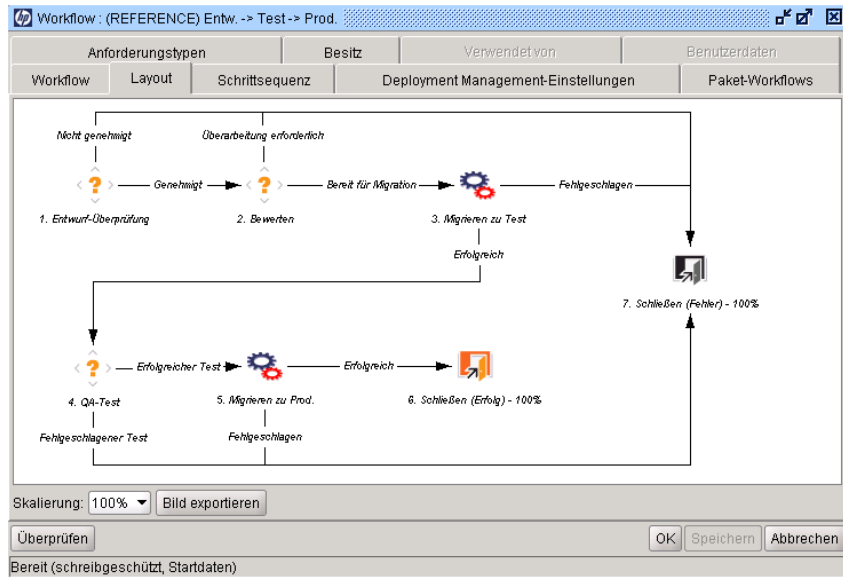 hp Workflow : (REFERENCE) Entw. -> Test -> Prod.
Anforderungstypen Besitz Verwendet von Benutzerdaten
Workflow Layout Schrittsequenz Deployment Management-Einstellungen Paket-Workflows
Nicht genehmigt Überarbeitung erforderlich
? Genehmigt ? Bereit für Migration Fehlgeschlagen
1. Entwurf-Überprüfung 2. Bewerten 3. Migrieren zu Test
Erfolgreich
7. Schließen (Fehler) - 100%
? Erfolgreicher Test Erfolgreich
4. QA-Test 5. Migrieren zu Prod. 6. Schließen (Erfolg) - 100%
Fehlgeschlagener Test Fehlgeschlagen
Skalierung: 100% Bild exportieren
Überprüfen OK Speichern Abbrechen
Bereit (schreibgeschützt, Startdaten)